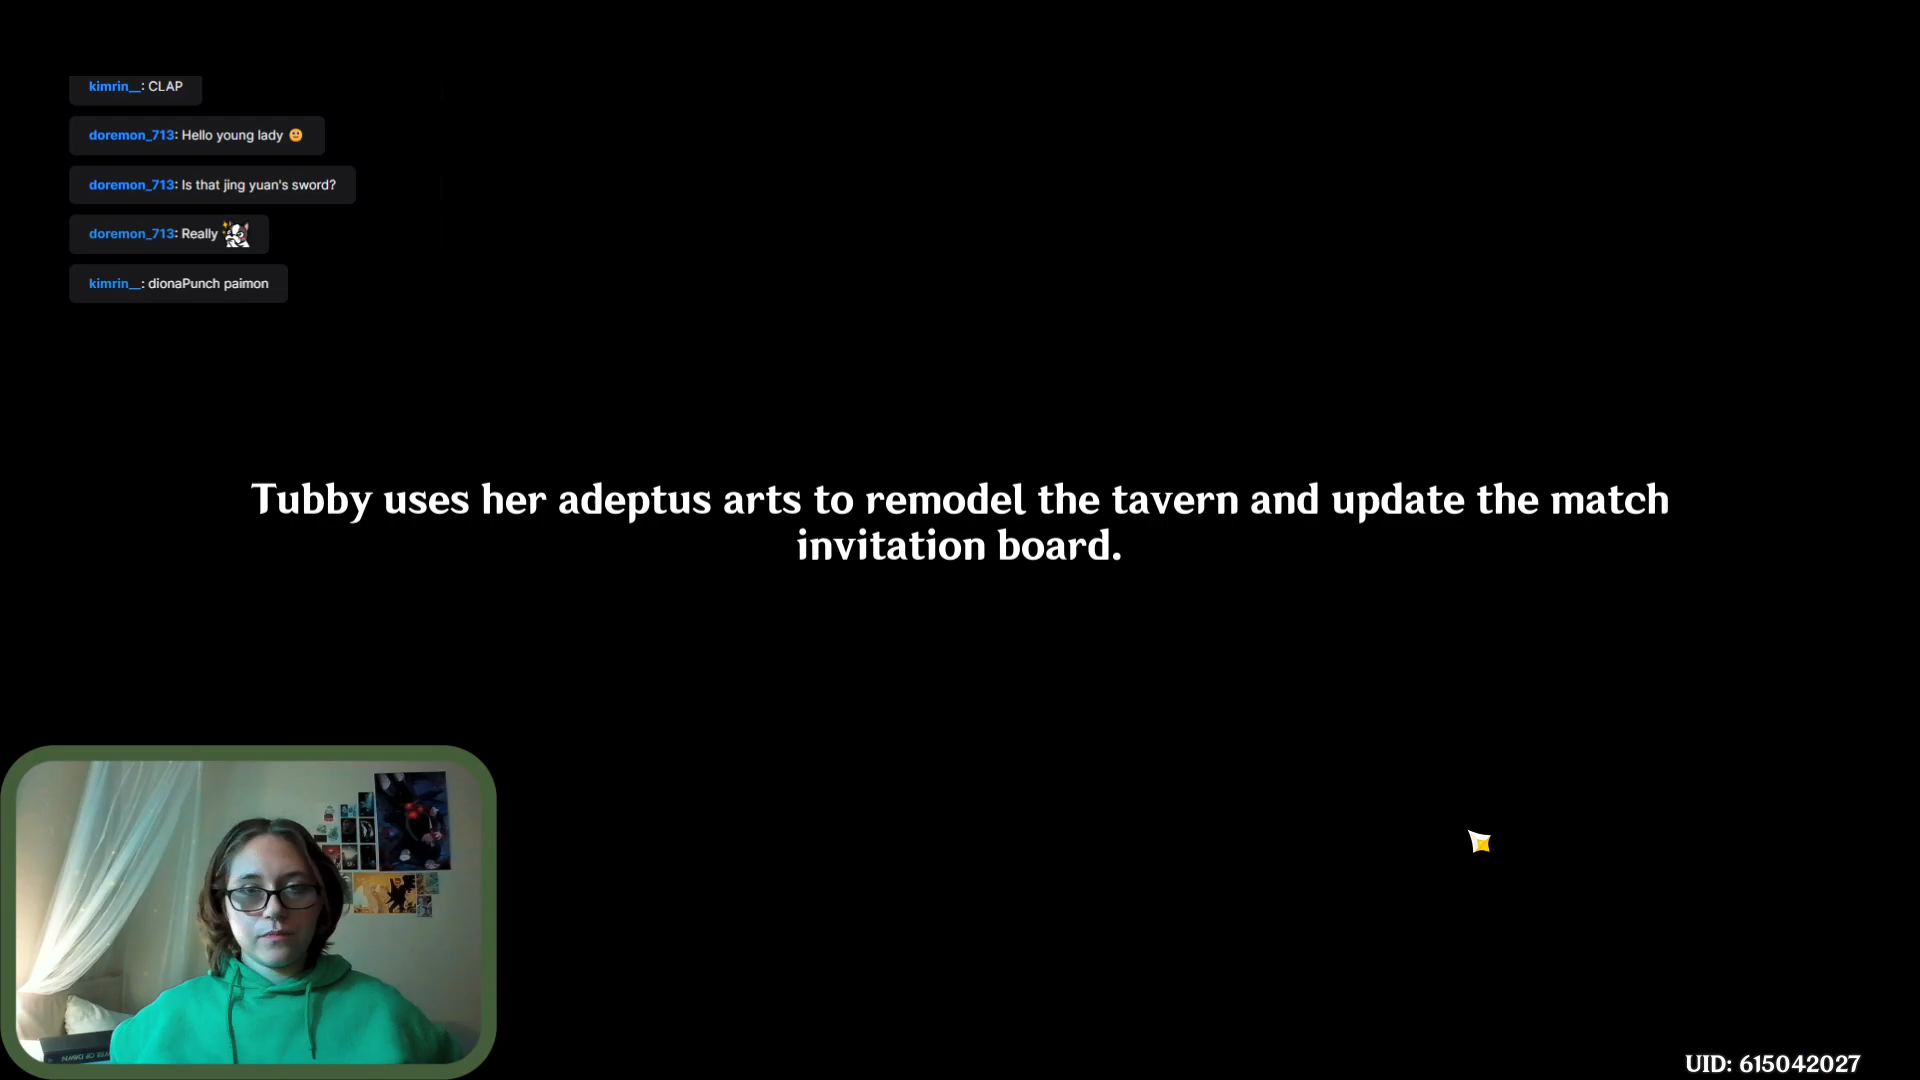 kimrin__: CLAP
doremon_713: Hello young lady
doremon_713: Is that jing yuan's sword?
doremon_713: Really
kimrin__: dionaPunch paimon
Tubby uses her adeptus arts to remodel the tavern and update the match
invitation board.
UID: 615042027